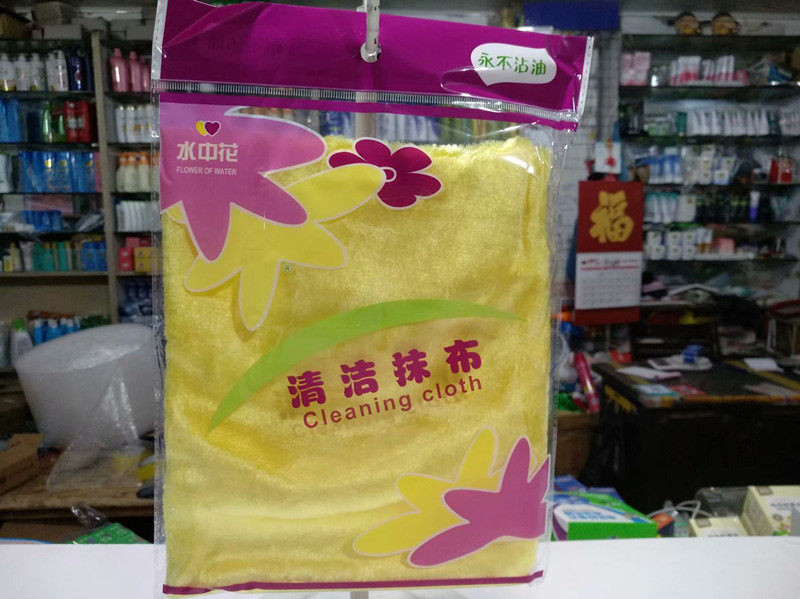 永不沾油
水中花
FLOWER OF WATER
®
福
清洁抹布
Cleaning cloth